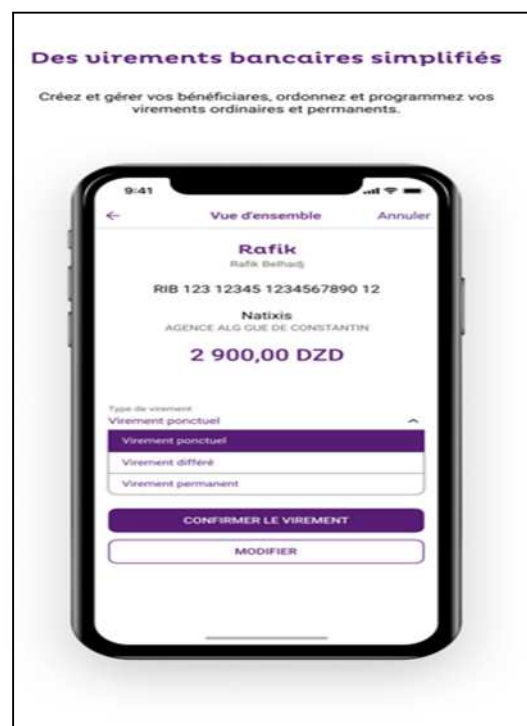 Des virements bancaires simplifiés
Créez et gérer vos bénéficiares, ordonnez et programmez vos
virements ordinaires et permanents.
9:41
Vue d'ensemble Annuler
Rafik
Rafik Belhadj
RIB 123 12345 1234567890 12
Natixis
AGENCE ALG GUE DE CONSTANTIN
2 900,00 DZD
Type de virement
Virement ponctuel
Virement ponctuel
Virement différé
Virement permanent
CONFIRMER LE VIREMENT
MODIFIER